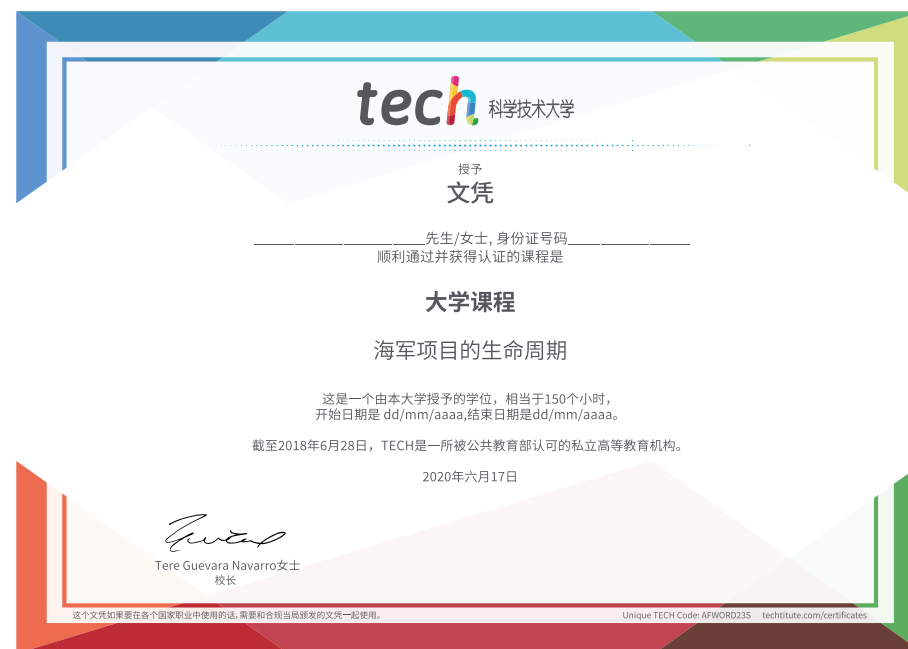 tech 科学技术大学
授予
文凭
先生/女士, 身份证号码
顺利通过并获得认证的课程是
大学课程
海军项目的生命周期
这是一个由本大学授予的学位，相当于150个小时，
开始日期是 dd/mm/aaaa,结束日期是dd/mm/aaaa。
截至2018年6月28日，TECH是一所被公共教育部认可的私立高等教育机构。
2020年六月17日
Tere Guevara Navarro女士
校长
这个文凭如果要在各个国家职业中使用的话,需要和合规当局颁发的文凭一起使用。
Unique TECH Code: AFWORD23S techtitute.com/certificates